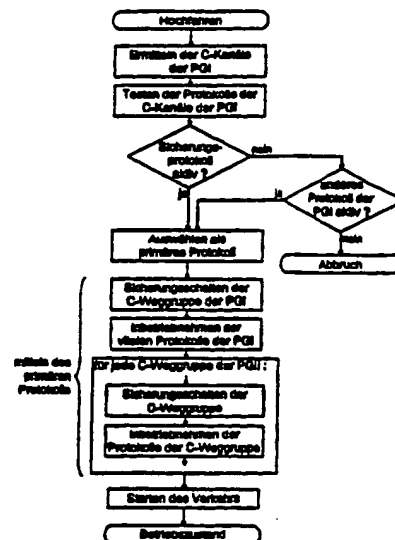 Hochfahren
Ermitteln der C-Kanäle
der PGI
Testen der Protokolle der
C-Kanäle der PGI
Sicherungs-
protokoll
aktiv ?
nein
ja
ja
anderes
Protokoll der
PGI aktiv ?
nein
Auswählen als
primäres Protokoll
Abbruch
Sicherungsschalten der
C-Weggruppe der PGI
Inbetriebnahmen der
vitalen Protokolle der PGI
mittels des
primären
Protokolls
für jede C-Weggruppe der PGI :
Sicherungsschalten der
C-Weggruppe
Inbetriebnahmen der
Protokolle der C-Weggruppe
Starten des Verkehrs
Betriebszustand